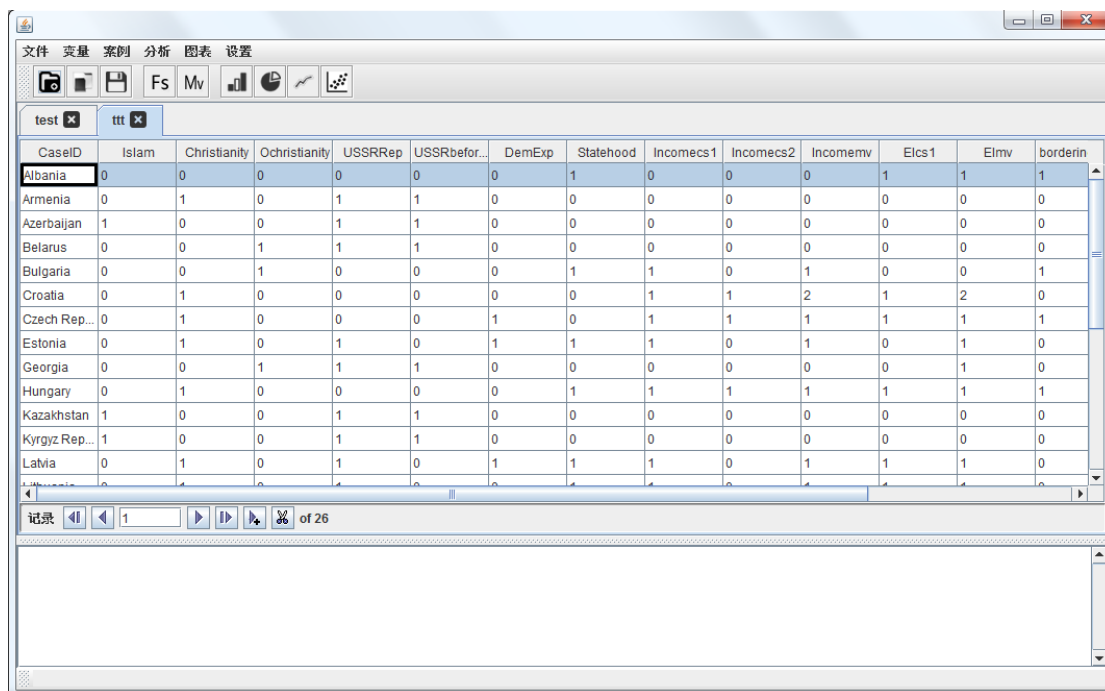 文件 变量 案例 分析 图表 设置
Fs Mv
test ttt
CaseID Islam Christianity Ochristianity USSRRep USSRbefor... DemExp Statehood Incomecs1 Incomecs2 Incomemv Elcs1 Elmv borderin
Albania 0 0 0 0 0 0 1 0 0 0 1 1 1
Armenia 0 1 0 1 1 0 0 0 0 0 0 0 0
Azerbaijan 1 0 0 1 1 0 0 0 0 0 0 0 0
Belarus 0 0 1 1 1 0 0 0 0 0 0 0 0
Bulgaria 0 0 1 0 0 0 1 1 0 1 0 0 1
Croatia 0 1 0 0 0 0 0 1 1 2 1 2 0
Czech Rep... 0 1 0 0 0 1 0 1 1 1 1 1 1
Estonia 0 1 0 1 0 1 1 1 0 1 0 1 0
Georgia 0 0 1 1 1 0 0 0 0 0 0 1 0
Hungary 0 1 0 0 0 0 1 1 1 1 1 1 1
Kazakhstan 1 0 0 1 1 0 0 0 0 0 0 0 0
Kyrgyz Rep... 1 0 0 1 1 0 0 0 0 0 0 0 0
Latvia 0 1 0 1 0 1 1 1 0 1 1 1 0
记录 1 of 26